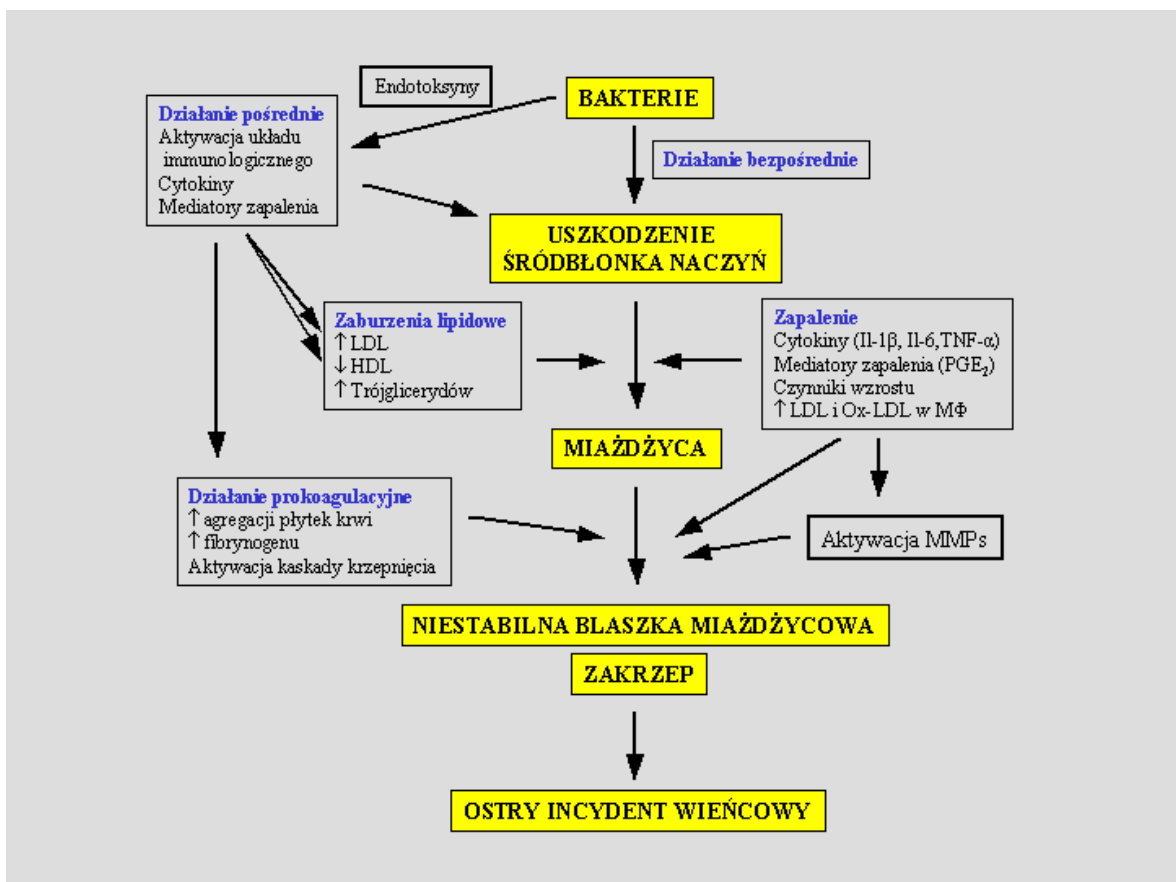 Endotoksyny
BAKTERIE
Działanie pośrednie
Aktywacja układu
immunologicznego
Cytokiny
Mediatory zapalenia
Działanie bezpośrednie
USZKODZENIE
ŚRÓDBŁONKA NACZYŃ
Zaburzenia lipidowe
↑LDL
↓HDL
↑Trójglicerydów
Zapalenie
Cytokiny (Il-1β, Il-6,TNF-α)
Mediatory zapalenia (PGE₂)
Czynniki wzrostu
↑LDL i Ox-LDL w MΦ
MIAŻDŻYCA
Działanie prokoagulacyjne
↑agregacji płytek krwi
↑fibrynogenu
Aktywacja kaskady krzepnięcia
Aktywacja MMPs
NIESTABILNA BLASZKA MIAŻDŻYCOWA
ZAKRZEP
OSTRY INCYDENT WIEŃCOWY